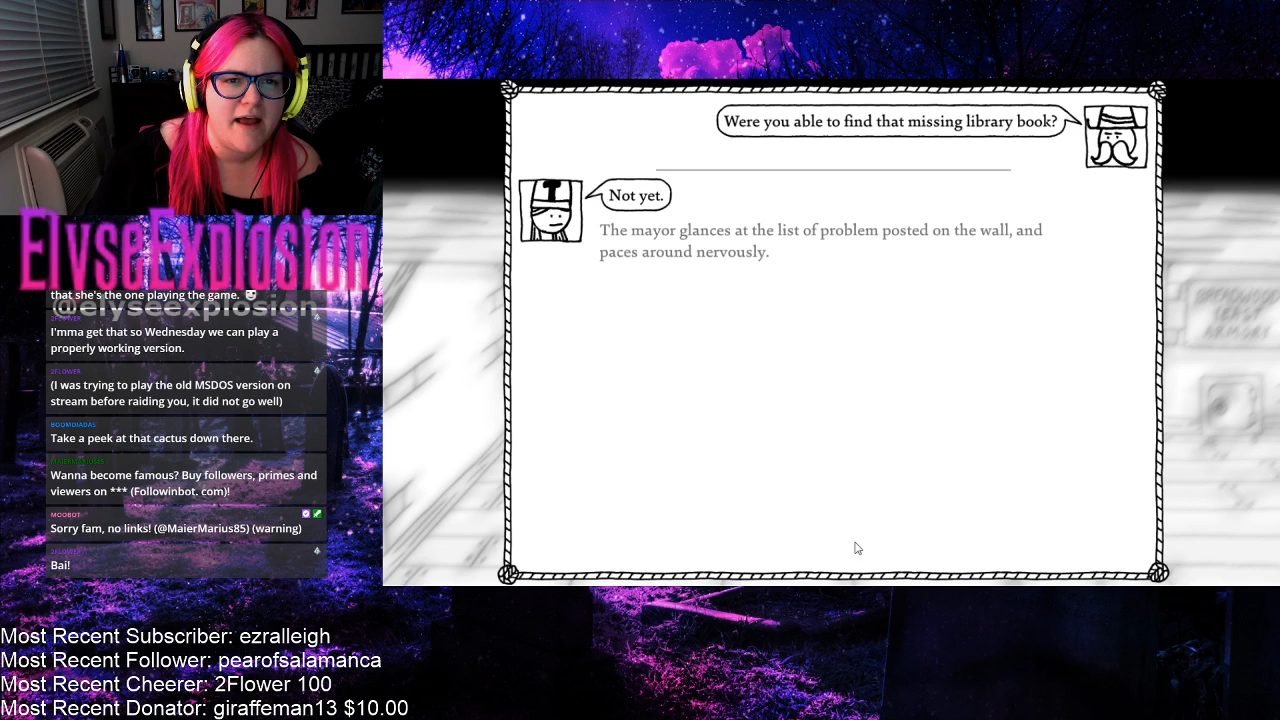 Were you able to find that missing library book?
Not yet.
The mayor glances at the list of problem posted on the wall, and
paces around nervously.
ElyseExplosion
that she's the one playing the game.
@elyseexplosion
2FLOWER
I'mma get that so Wednesday we can play a
properly working version.
2FLOWER
(I was trying to play the old MSDOS version on
stream before raiding you, it did not go well)
BOOMDIADAS
Take a peek at that cactus down there.
MAIERMARIUS85
Wanna become famous? Buy followers, primes and
viewers on *** (Followinbot. com)!
MOOBOT
Sorry fam, no links! (@MaierMarius85) (warning)
2FLOWER
Bai!
Most Recent Subscriber: ezralleigh
Most Recent Follower: pearofsalamanca
Most Recent Cheerer: 2Flower 100
Most Recent Donator: giraffeman13 $10.00